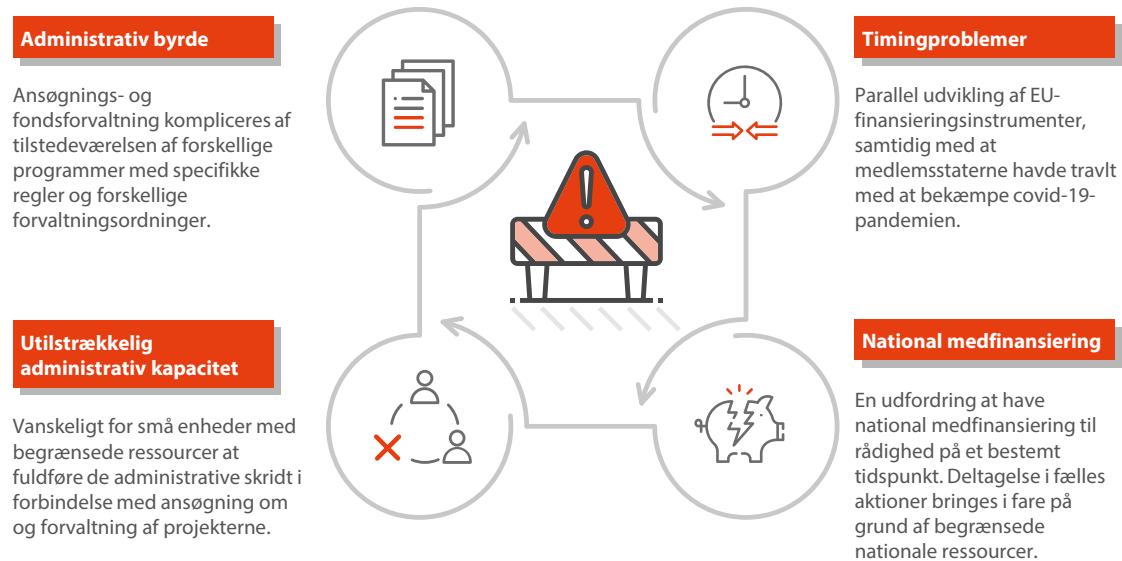 Administrativ byrde
Ansøgnings- og
fondsforvaltning kompliceres af
tilstedeværelsen af forskellige
programmer med specifikke
regler og forskellige
forvaltningsordninger.
Timingproblemer
Parallel udvikling af EU-
finansieringsinstrumenter,
samtidig med at
medlemsstaterne havde travlt
med at bekæmpe covid-19-
pandemien.
Utilstrækkelig
administrativ kapacitet
Vanskeligt for små enheder med
begrænsede ressourcer at
fuldføre de administrative skridt i
forbindelse med ansøgning om
og forvaltning af projekterne.
National medfinansiering
En udfordring at have
national medfinansiering til
rådighed på et bestemt
tidspunkt. Deltagelse i fælles
aktioner bringes i fare på
grund af begrænsede
nationale ressourcer.